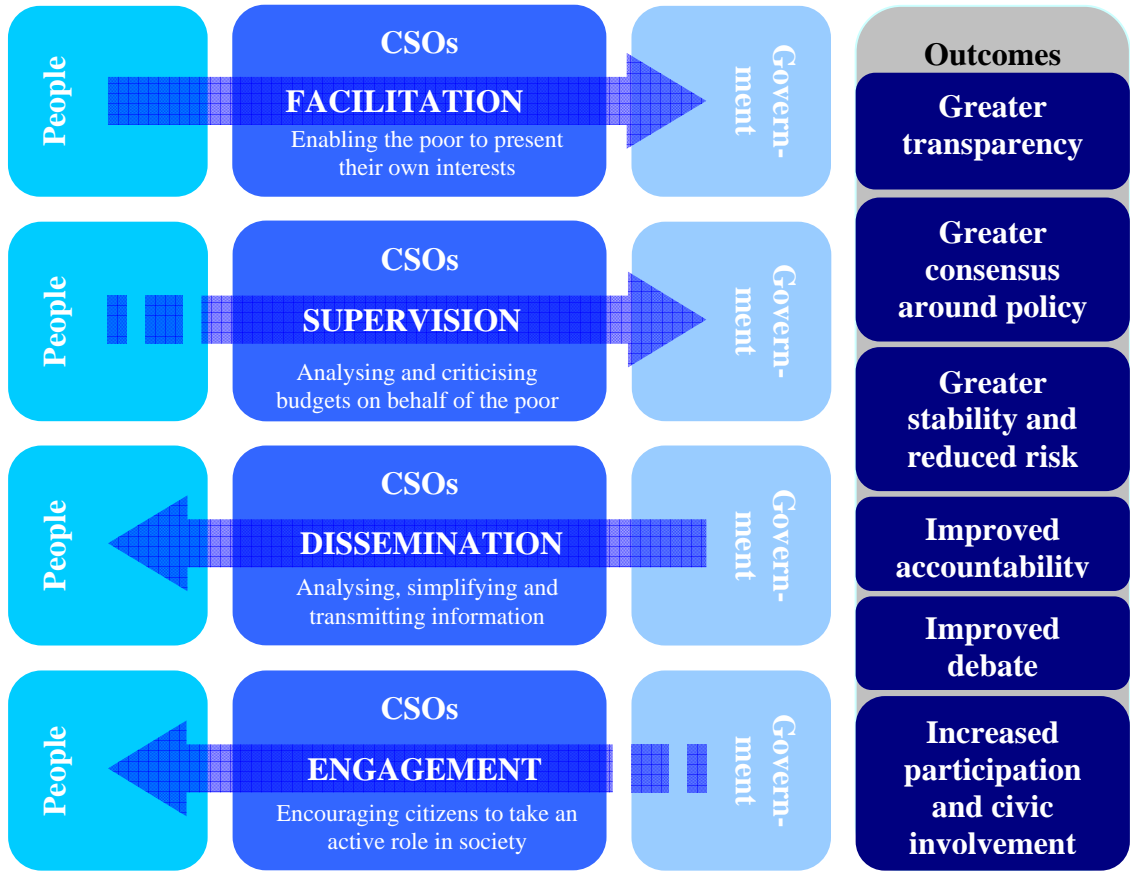 People
CSOs
FACILITATION
Enabling the poor to present
their own interests
Govern-
ment
People
CSOs
SUPERVISION
Analysing and criticising
budgets on behalf of the poor
Govern-
ment
People
CSOs
DISSEMINATION
Analysing, simplifying and
transmitting information
Govern-
ment
People
CSOs
ENGAGEMENT
Encouraging citizens to take an
active role in society
Govern-
ment
Outcomes
Greater
transparency
Greater
consensus
around policy
Greater
stability and
reduced risk
Improved
accountability
Improved
debate
Increased
participation
and civic
involvement